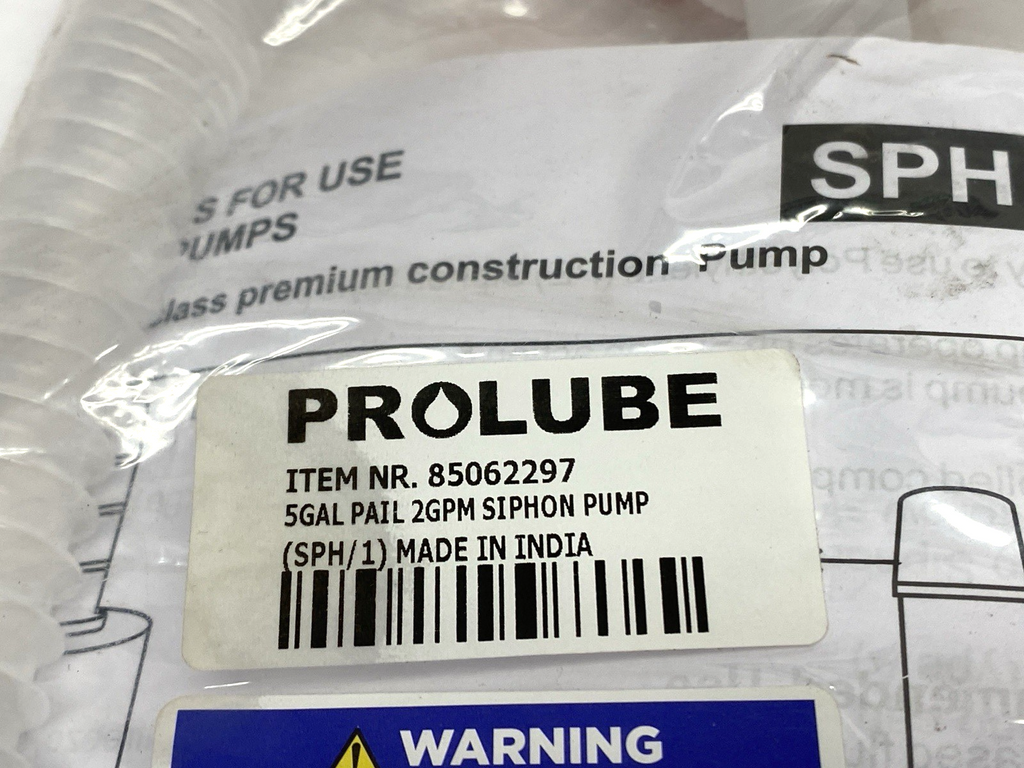 S FOR USE
PUMPS
SPH
class premium construction Pump
PROLUBE
ITEM NR. 85062297
5GAL PAIL 2GPM SIPHON PUMP
(SPH/1) MADE IN INDIA
WARNING